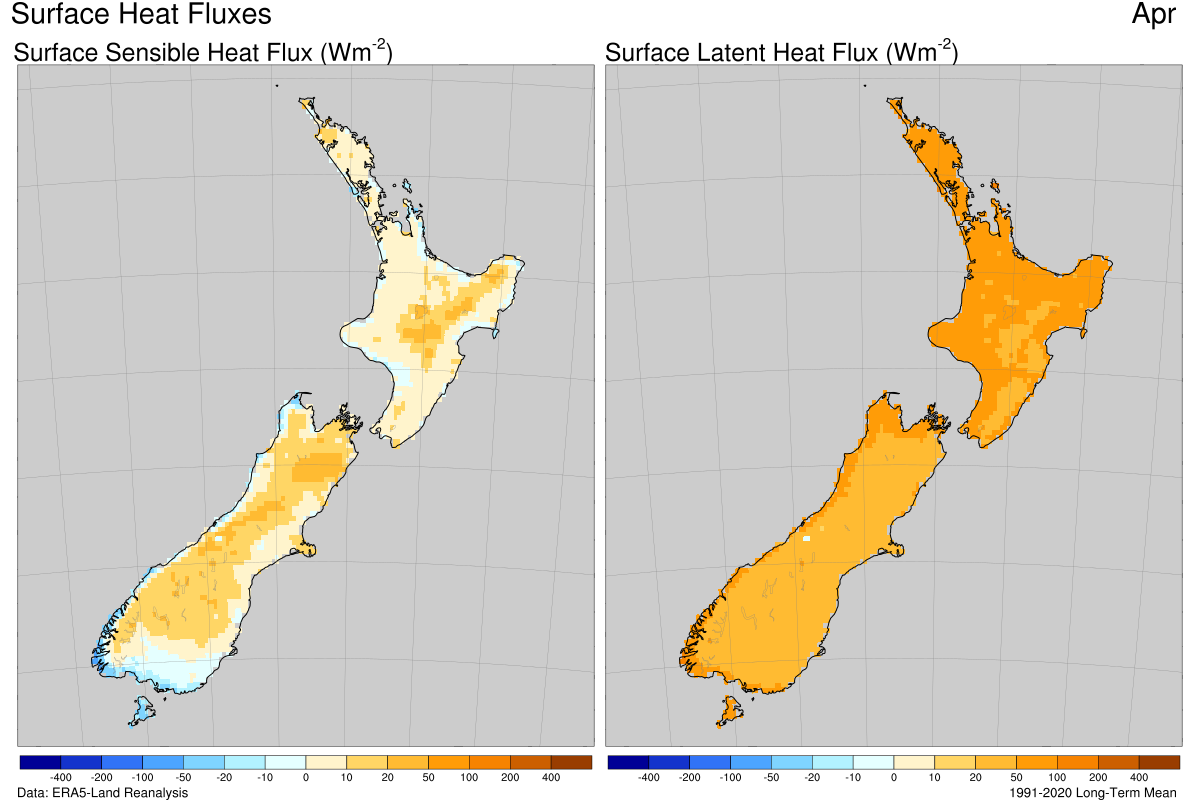 Surface Heat Fluxes Apr
Surface Sensible Heat Flux (Wm-2) Surface Latent Heat Flux (Wm-2)
-400 -200 -100 -50 -20 -10 0 10 20 50 100 200 400 -400 -200 -100 -50 -20 -10 0 10 20 50 100 200 400
Data: ERA5-Land Reanalysis 1991-2020 Long-Term Mean